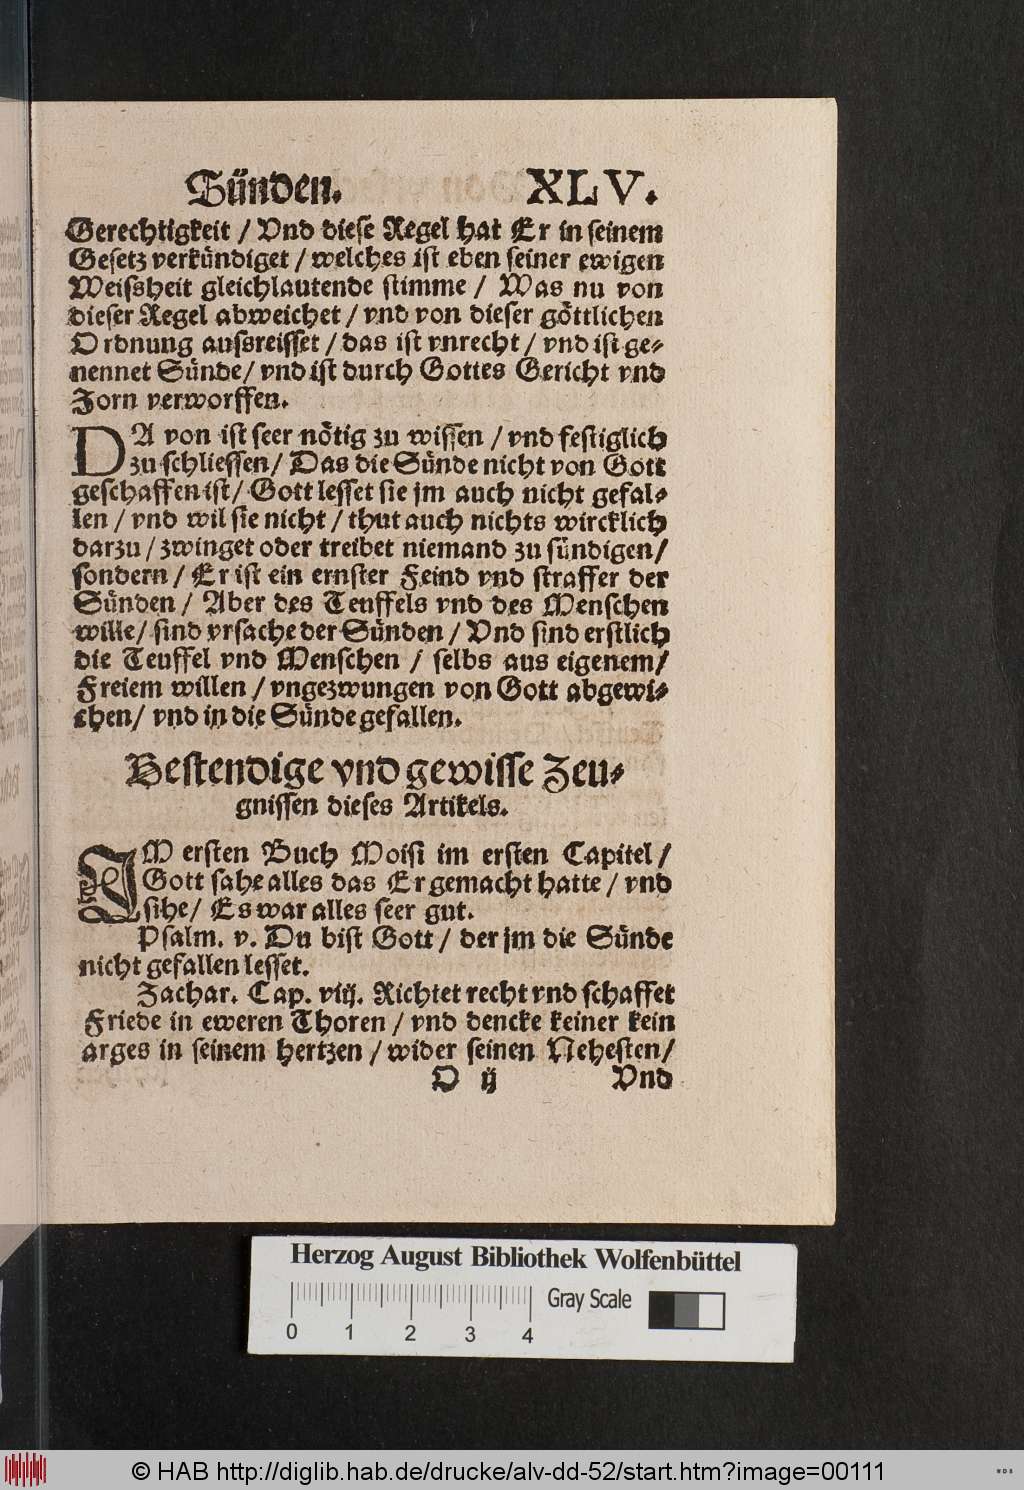 Sünden. XLV.
Gerechtigkeit / Vnd diese Regel hat Er in seinem
Gesetz verkündiget / welches ist eben seiner ewigen
Weissheit gleichlautende stimme / Was nu von
dieser Regel abweichet / vnd von dieser göttlichen
Ordnung ausreisset / das ist vnrecht / vnd ist ge-
nennet Sünde / vnd ist durch Gottes Gericht vnd
Zorn verworffen.
DA von ist seer nötig zu wissen / vnd festiglich
zu schliessen / Das die Sünde nicht von Gott
geschaffen ist / Gott lesset sie jm auch nicht gefal-
len / vnd wil sie nicht / thut auch nichts wircklich
darzu / zwinget oder treibet niemand zu sündigen /
sondern / Er ist ein ernster Feind vnd straffer der
Sünden / Aber des Teuffels vnd des Menschen
wille / sind vrsache der Sünden / Vnd sind erstlich
die Teuffel vnd Menschen / selbs aus eigenem /
Freiem willen / vngezwungen von Gott abgewi-
chen / vnd in die Sünde gefallen.
Bestendige vnd gewisse Zeu-
gnissen dieses Artikels.
IM ersten Buch Moisi im ersten Capitel /
Gott sahe alles das Er gemacht hatte / vnd
sihe / Es war alles seer gut.
Psalm. v. Du bist Gott / der jm die Sünde
nicht gefallen lesset.
Zachar. Cap. viij. Richtet recht vnd schaffet
Friede in eweren Thoren / vnd dencke keiner kein
arges in seinem hertzen / wider seinen Nehesten /
O ij Vnd
Herzog August Bibliothek Wolfenbüttel
Gray Scale
0 1 2 3 4
© HAB http://diglib.hab.de/drucke/alv-dd-52/start.htm?image=00111